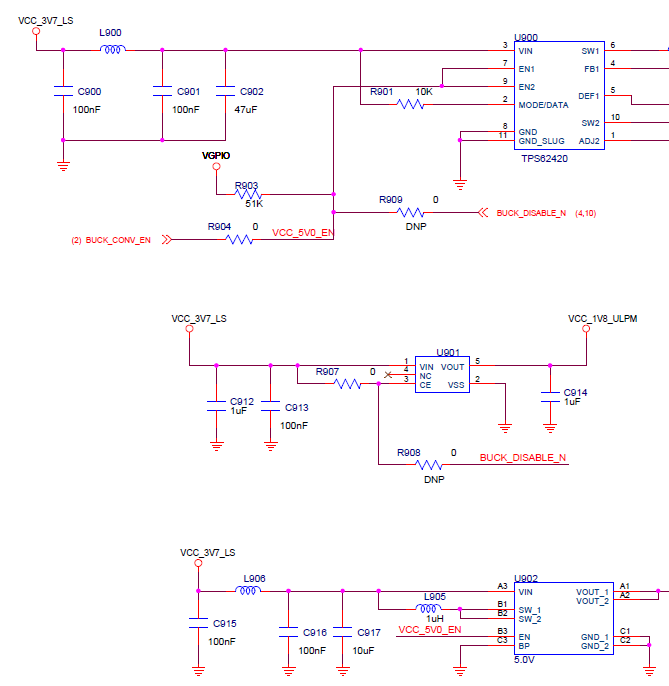 VCC_3V7_LS
L900
C900
100nF
C901
100nF
C902
47uF
R901 10K
U900
3 VIN SW1 6
7 EN1 FB1 4
9 EN2
DEF1 5
2 MODE/DATA
SW2 10
8 GND
11 GND_SLUG ADJ2 1
TPS62420
VGPIO
R903
51K
R909 0
DNP
BUCK_DISABLE_N (4,10)
R904 0
(2) BUCK_CONV_EN
VCC_5V0_EN
VCC_3V7_LS
VCC_1V8_ULPM
U901
1 VIN VOUT 5
4 NC
3 CE VSS 2
R907 0
C912
1uF
C913
100nF
C914
1uF
R908 0
DNP
BUCK_DISABLE_N
VCC_3V7_LS
L906
U902
A3 VIN VOUT_1 A1
VOUT_2 A2
L905
1uH
B1 SW_1
B2 SW_2
VCC_5V0_EN
B3 EN GND_1 C1
C3 BP GND_2 C2
5.0V
C915
100nF
C916
100nF
C917
10uF